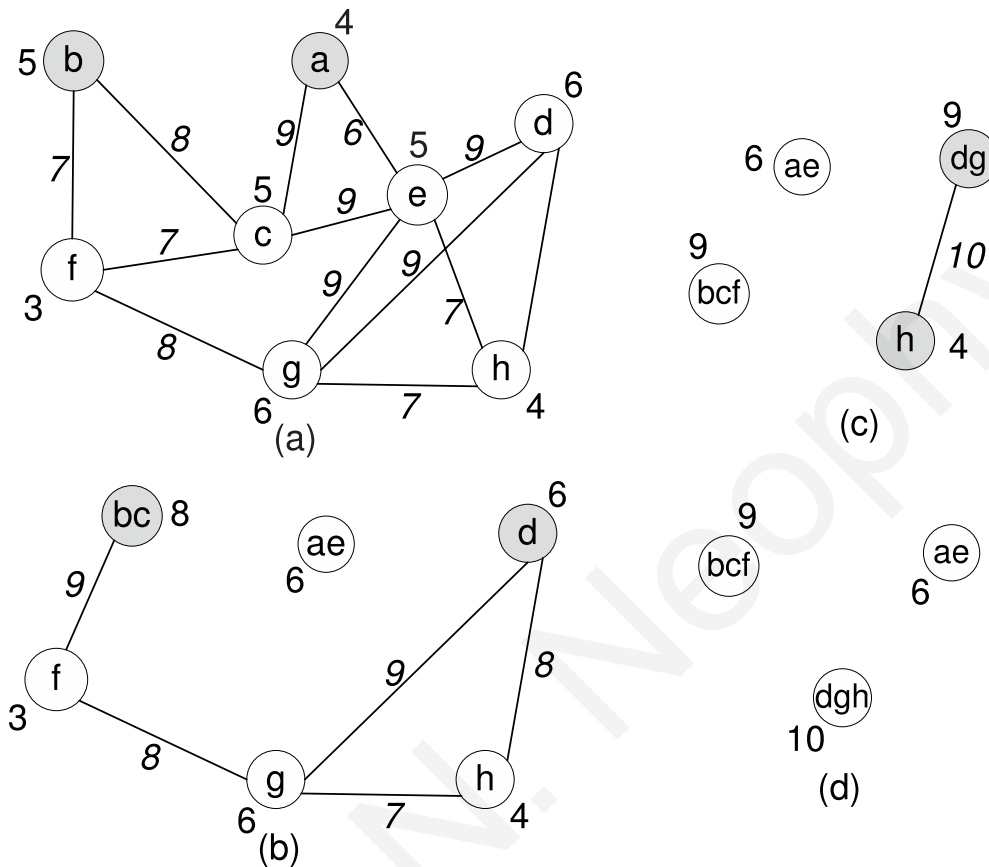 4
5 b a
6
d
9 6 5 9
7 8
5 e
9
c
7
f 9 9
3 7
8
g h
7 4
6
(a)
9
6 ae dg
9 10
bcf
h 4
(c)
bc 8 6
ae d
6
9
9 8
f
3
8
g h
7 4
6
(b)
9
bcf ae
6
dgh
10
(d)
N. Neophy